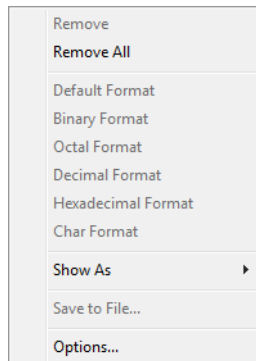 Remove
Remove All
Default Format
Binary Format
Octal Format
Decimal Format
Hexadecimal Format
Char Format
Show As
Save to File...
Options...